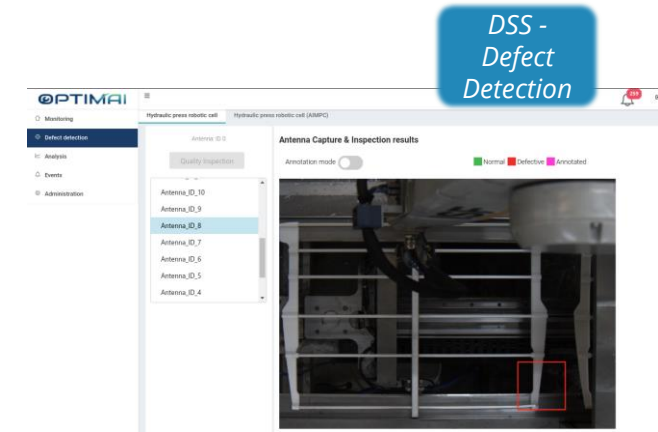 DSS -
Defect
Detection
OPTIMAI
259
Monitoring
Hydraulic press robotic cell
Hydraulic press robotic cell (AIMPC)
Defect detection
Antenna ID:0
Antenna Capture & Inspection results
Analysis
Quality Inspection
Annotation mode
Normal
Defective
Annotated
Events
Administration
Antenna_ID_10
Antenna_ID_9
Antenna_ID_8
Antenna_ID_7
Antenna_ID_6
Antenna_ID_5
Antenna_ID_4